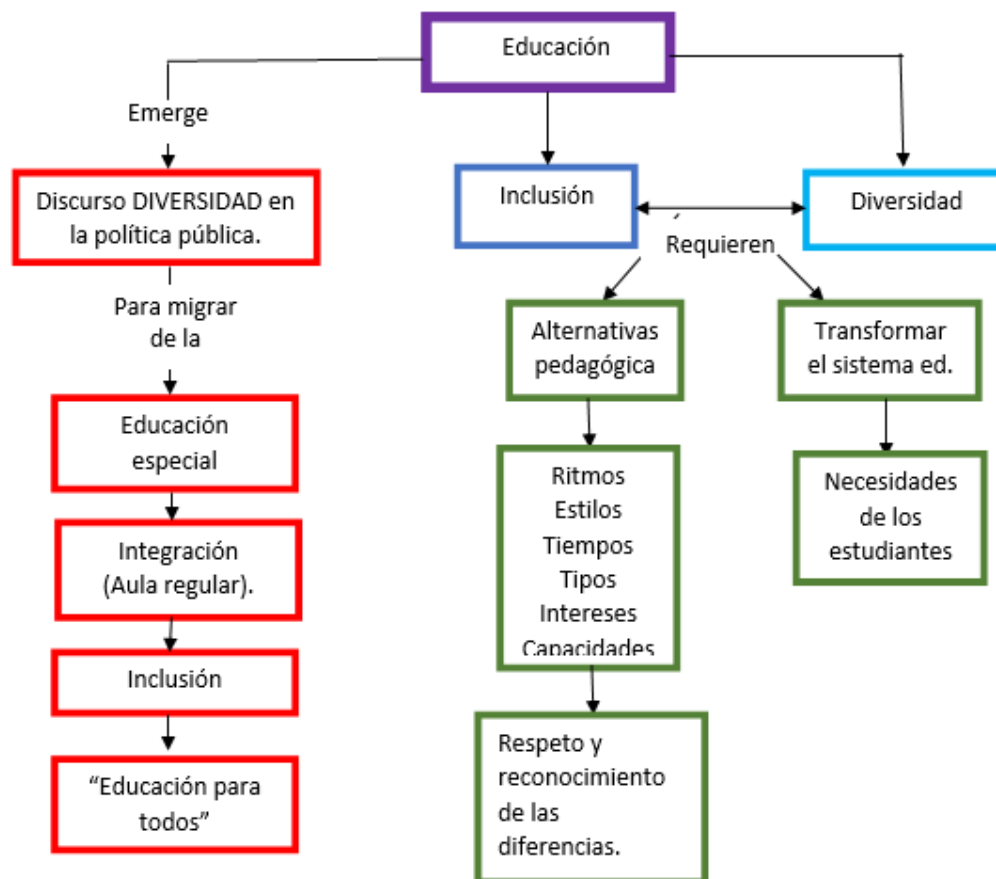 Educación
Emerge
Discurso DIVERSIDAD en
la política pública.
Para migrar
de la
Educación
especial
Integración
(Aula regular).
Inclusión
“Educación para
todos”
Inclusión
Diversidad
Requieren
Alternativas
pedagógica
Ritmos
Estilos
Tiempos
Tipos
Intereses
Capacidades
Respeto y
reconocimiento
de las
diferencias.
Transformar
el sistema ed.
Necesidades
de los
estudiantes